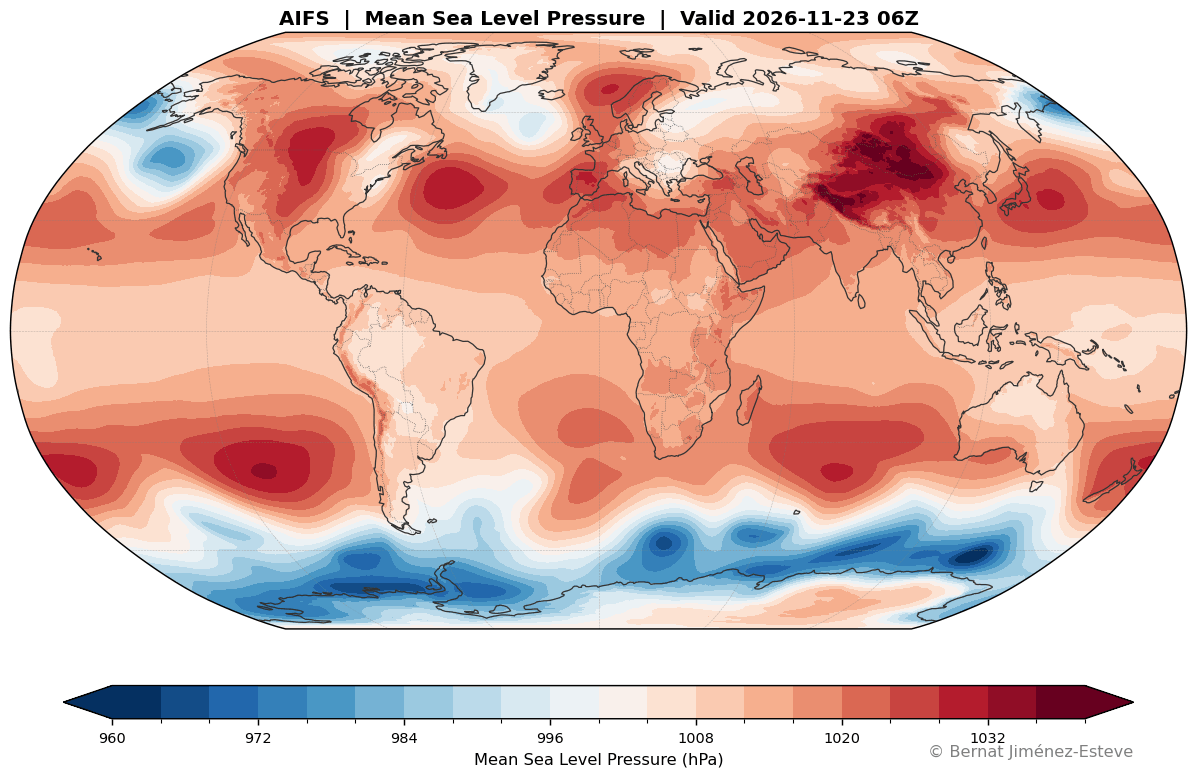 AIFS | Mean Sea Level Pressure | Valid 2026-11-23 06Z
960 972 984 996 1008 1020 1032
Mean Sea Level Pressure (hPa)
© Bernat Jiménez-Esteve